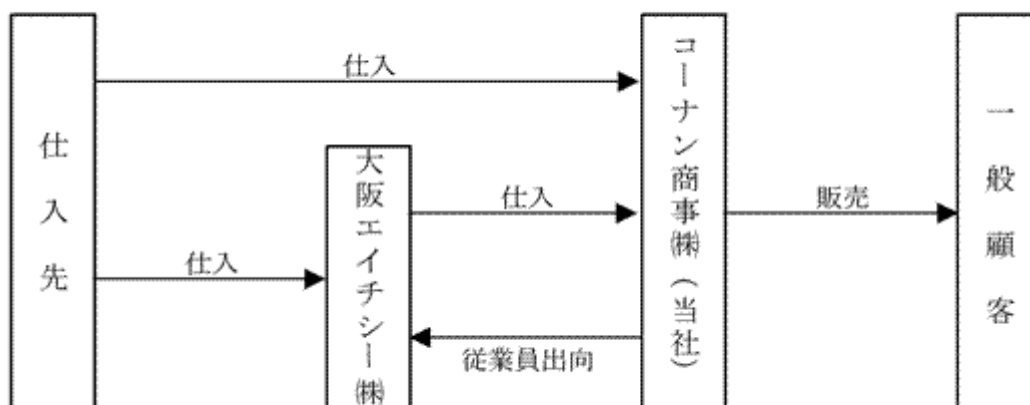 仕入先
仕入
仕入
大阪エイチシー㈱
仕入
従業員出向
コーナン商事㈱（当社）
販売
一般顧客